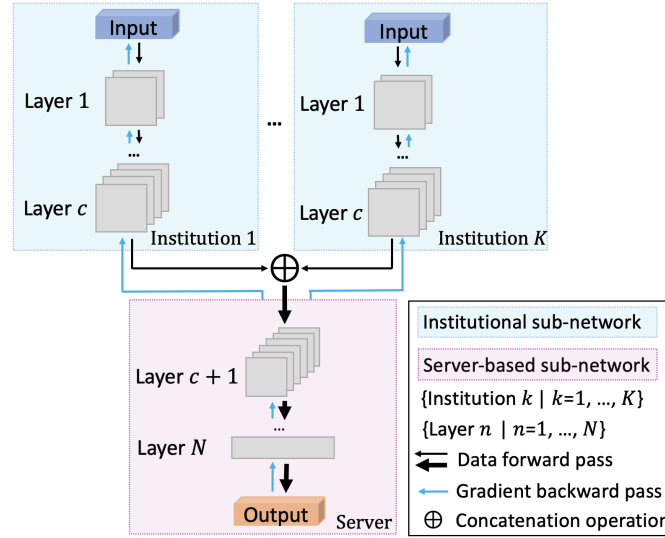 Input
Layer 1
...
Layer c
Institution 1
...
Input
Layer 1
...
Layer c
Institution K
Layer c + 1
...
Layer N
Output
Server
Institutional sub-network
Server-based sub-network
{Institution k | k=1, ..., K}
{Layer n | n=1, ..., N}
Data forward pass
Gradient backward pass
Concatenation operation